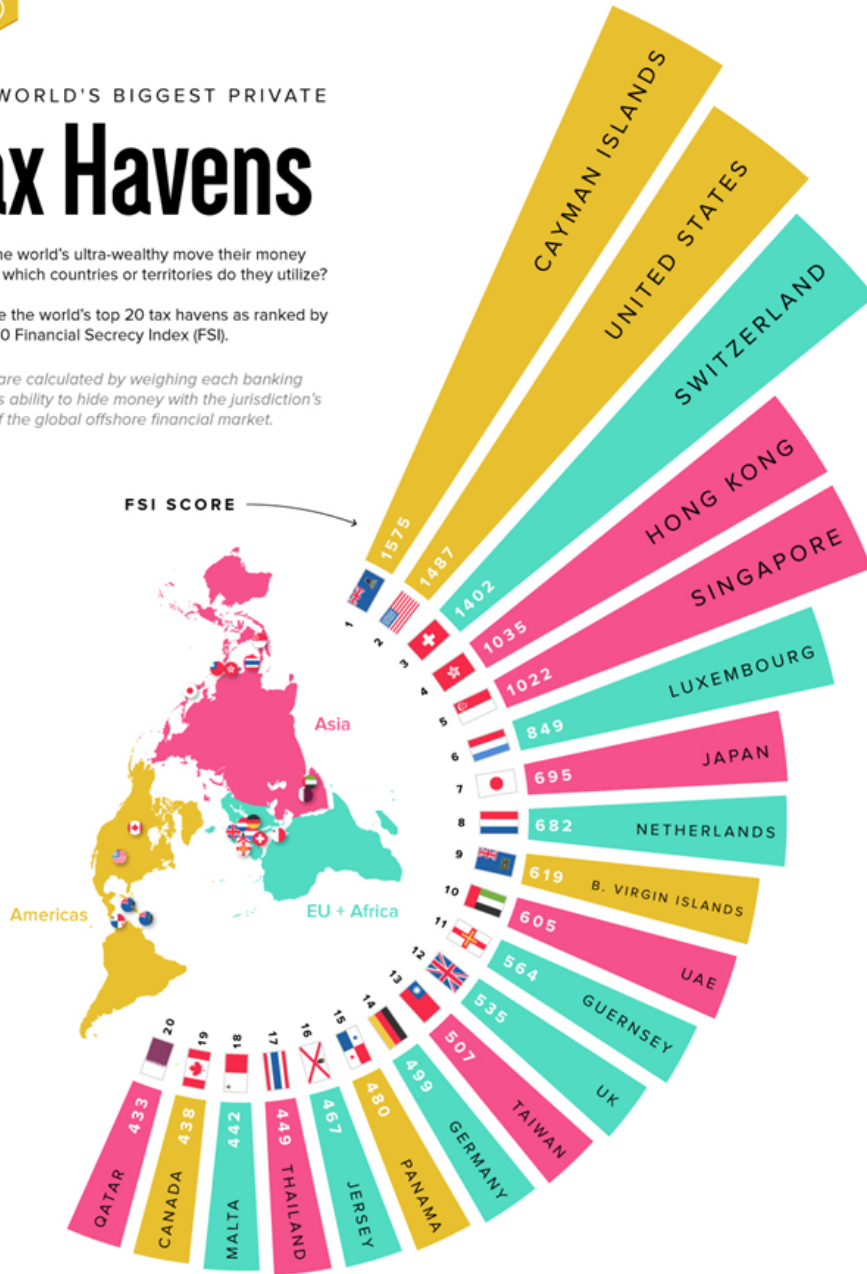 WORLD'S BIGGEST PRIVATE
ax Havens
he world's ultra-wealthy move their money
which countries or territories do they utilize?
e the world's top 20 tax havens as ranked by
0 Financial Secrecy Index (FSI).
are calculated by weighing each banking
s ability to hide money with the jurisdiction's
f the global offshore financial market.
FSI SCORE
1 1575 CAYMAN ISLANDS
2 1487 UNITED STATES
3 1402 SWITZERLAND
4 1035 HONG KONG
5 1022 SINGAPORE
6 849 LUXEMBOURG
7 695 JAPAN
8 682 NETHERLANDS
9 619 B. VIRGIN ISLANDS
10 605 UAE
11 564 GUERNSEY
12 535 UK
13 507 TAIWAN
14 499 GERMANY
15 480 PANAMA
16 467 JERSEY
17 449 THAILAND
18 442 MALTA
19 438 CANADA
20 433 QATAR
Asia
Americas
EU + Africa